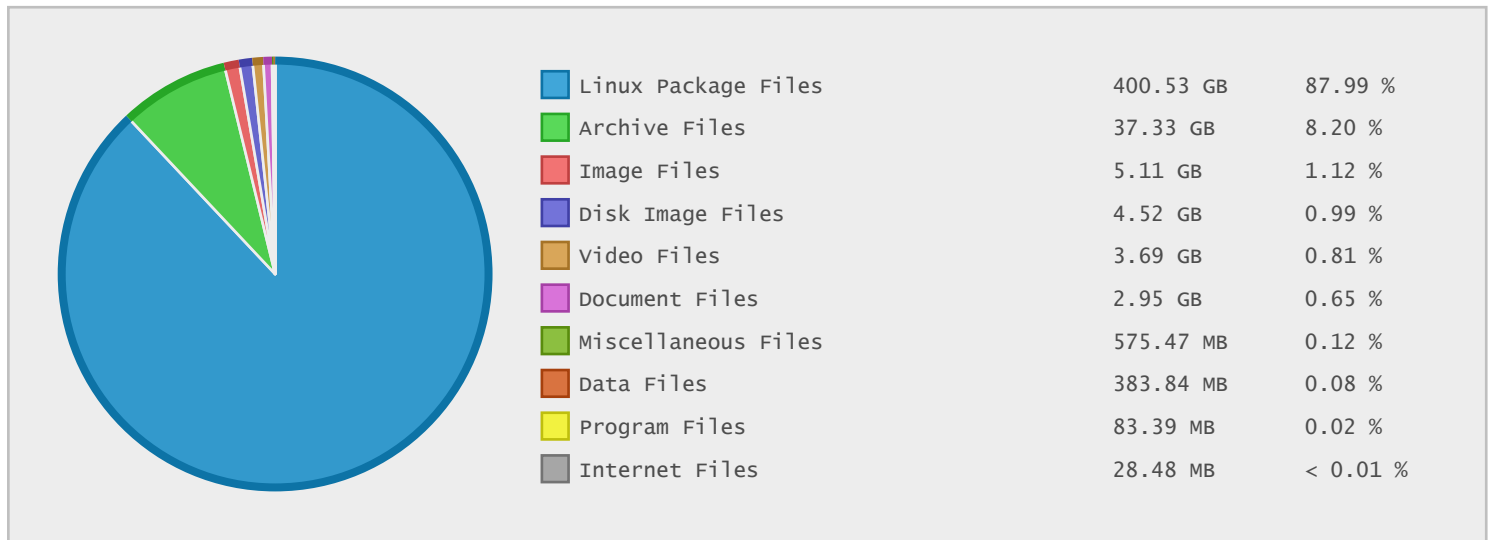 Linux Package Files 400.53 GB 87.99 %
Archive Files 37.33 GB 8.20 %
Image Files 5.11 GB 1.12 %
Disk Image Files 4.52 GB 0.99 %
Video Files 3.69 GB 0.81 %
Document Files 2.95 GB 0.65 %
Miscellaneous Files 575.47 MB 0.12 %
Data Files 383.84 MB 0.08 %
Program Files 83.39 MB 0.02 %
Internet Files 28.48 MB < 0.01 %